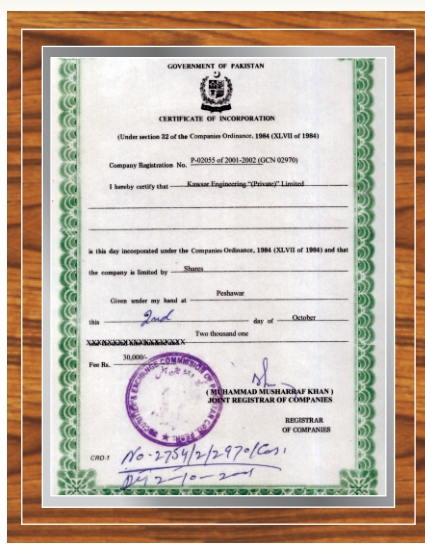 GOVERNMENT OF PAKISTAN
CERTIFICATE OF INCORPORATION
(Under section 32 of the Companies Ordinance, 1984 (XLVII of 1984)
Company Registration No. P-02055 of 2001-2002 (GCN 02970)
I hereby certify that Kawsar Engineering "(Private)" Limited
is this day incorporated under the Companies Ordinance, 1984 (XLVII of 1984) and that
the company is limited by Shares
Given under my hand at Peshawar
this 2nd day of October
Two thousand one
Fee Rs. 30,000/-
EXCHANGE COMMISSION OF PAKISTAN
(MUHAMMAD MUSHARRAF KHAN)
JOINT REGISTRAR OF COMPANIES
REGISTRAR
OF COMPANIES
CRO-1
No-2754/2/2970/
2-10-2001